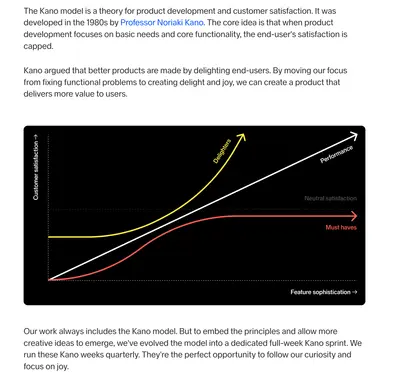 The Kano model is a theory for product development and customer satisfaction. It was
developed in the 1980s by Professor Noriaki Kano. The core idea is that when product
development focuses on basic needs and core functionality, the end-user's satisfaction is
capped.
Kano argued that better products are made by delighting end-users. By moving our focus
from fixing functional problems to creating delight and joy, we can create a product that
delivers more value to users.
Customer satisfaction →
Delighters
Performance
Neutral satisfaction
Must haves
Feature sophistication →
Our work always includes the Kano model. But to embed the principles and allow more
creative ideas to emerge, we've evolved the model into a dedicated full-week Kano sprint. We
run these Kano weeks quarterly. They're the perfect opportunity to follow our curiosity and
focus on joy.